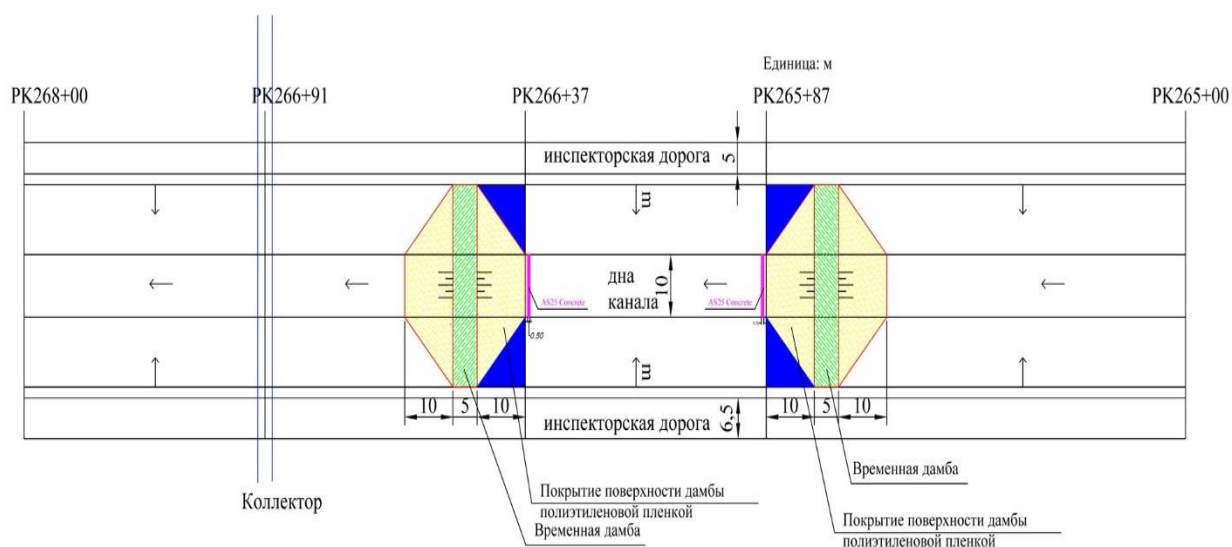 Единица: м
PK268+00
PK266+91
PK266+37
PK265+87
PK265+00
инспекторская дорога
5
m
m
дна
канала
10
AS25 Concrete
AS25 Concrete
0.50
10
5
10
10
5
10
6,5
инспекторская дорога
Коллектор
Временная дамба
Покрытие поверхности дамбы
полиэтиленовой пленкой
Временная дамба
Покрытие поверхности дамбы
полиэтиленовой пленкой